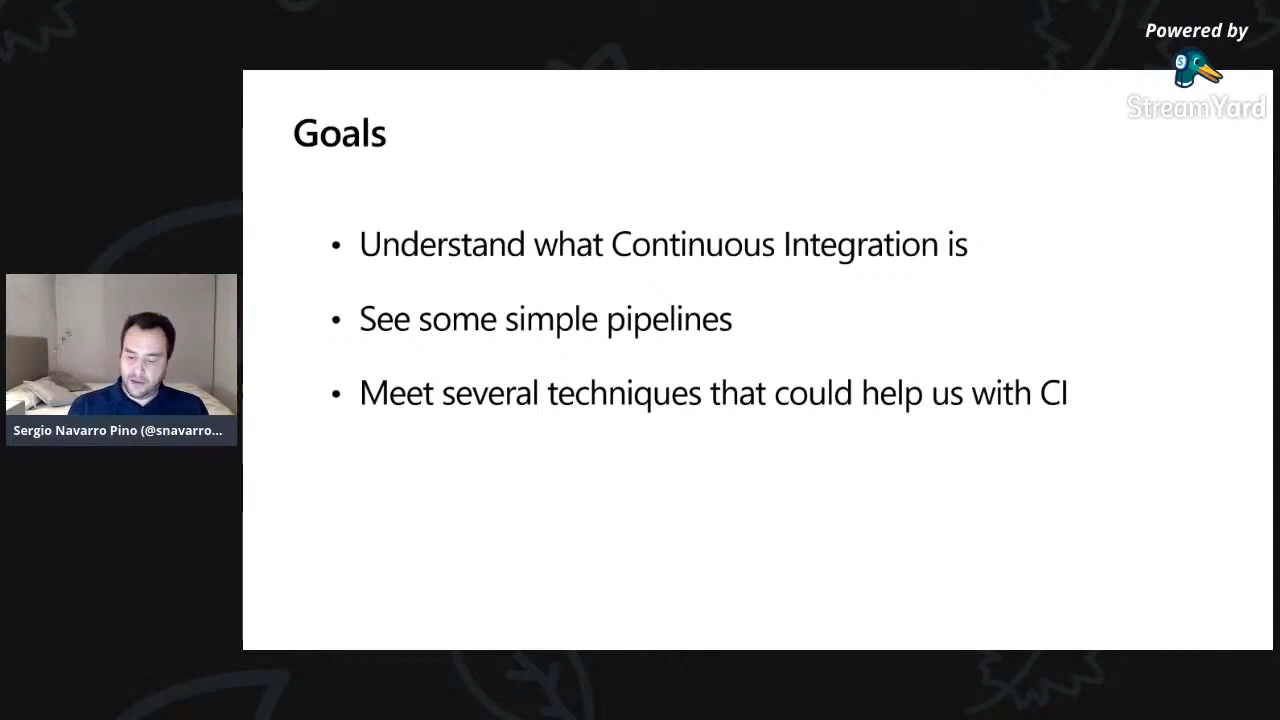 Powered by
StreamYard
Goals
• Understand what Continuous Integration is
• See some simple pipelines
• Meet several techniques that could help us with CI
Sergio Navarro Pino (@snavarro...